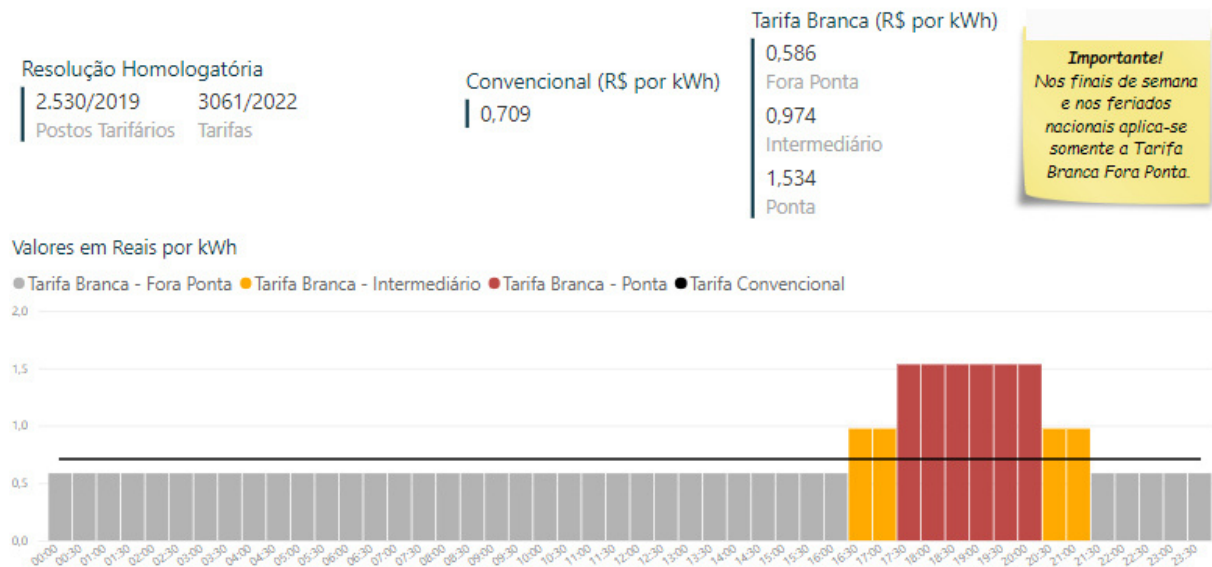 Resolução Homologatória
2.530/2019 3061/2022
Postos Tarifários Tarifas
Convencional (R$ por kWh)
0,709
Tarifa Branca (R$ por kWh)
0,586
Fora Ponta
0,974
Intermediário
1,534
Ponta
Importante!
Nos finais de semana
e nos feriados
nacionais aplica-se
somente a Tarifa
Branca Fora Ponta.
Valores em Reais por kWh
Tarifa Branca - Fora Ponta Tarifa Branca - Intermediário Tarifa Branca - Ponta Tarifa Convencional
2,0
1,5
1,0
0,5
0,0
00:00 00:30 01:00 01:30 02:00 02:30 03:00 03:30 04:00 04:30 05:00 05:30 06:00 06:30 07:00 07:30 08:00 08:30 09:00 09:30 10:00 10:30 11:00 11:30 12:00 12:30 13:00 13:30 14:00 14:30 15:00 15:30 16:00 16:30 17:00 17:30 18:00 18:30 19:00 19:30 20:00 20:30 21:00 21:30 22:00 22:30 23:00 23:30